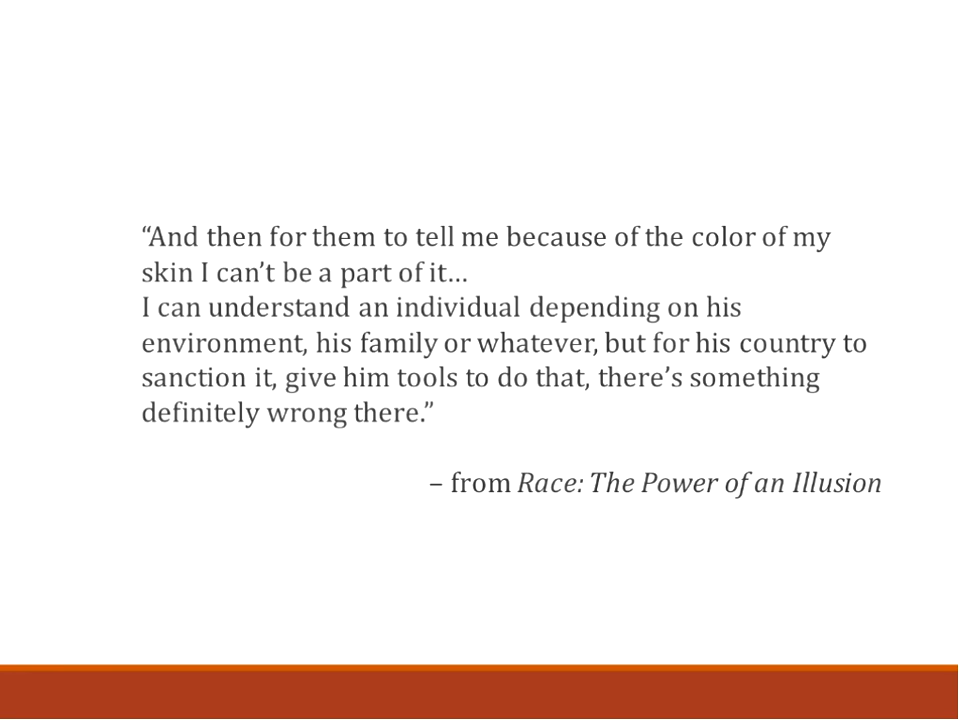 “And then for them to tell me because of the color of my
skin I can’t be a part of it…
I can understand an individual depending on his
environment, his family or whatever, but for his country to
sanction it, give him tools to do that, there’s something
definitely wrong there.”
– from Race: The Power of an Illusion